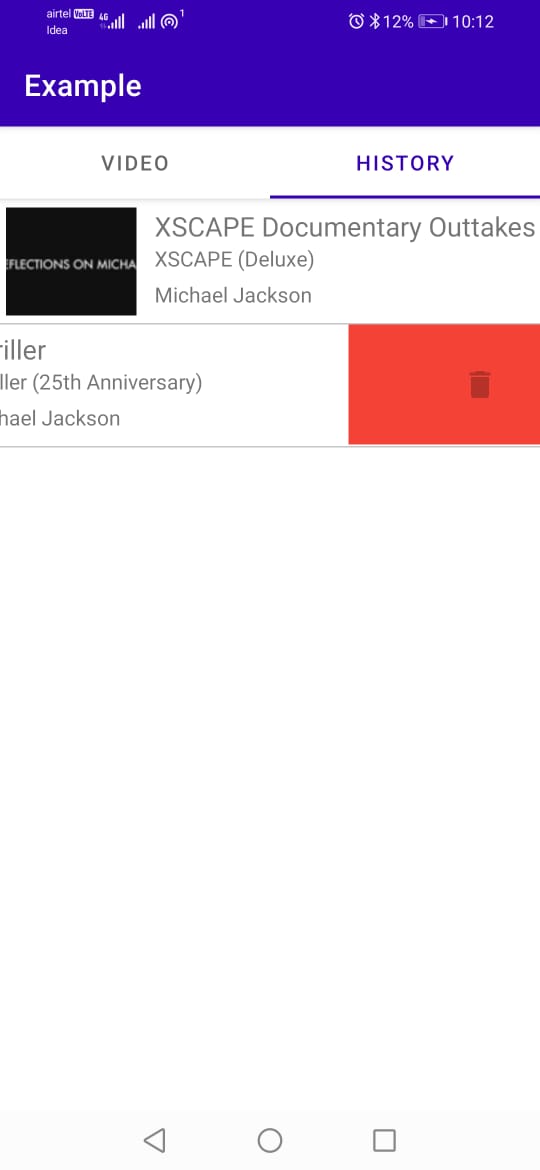 airtel VoLTE 4G 1 12% 10:12
Idea
Example
VIDEO HISTORY
EFLECTIONS ON MICHA
XSCAPE Documentary Outtakes
XSCAPE (Deluxe)
Michael Jackson
riller
ller (25th Anniversary)
hael Jackson